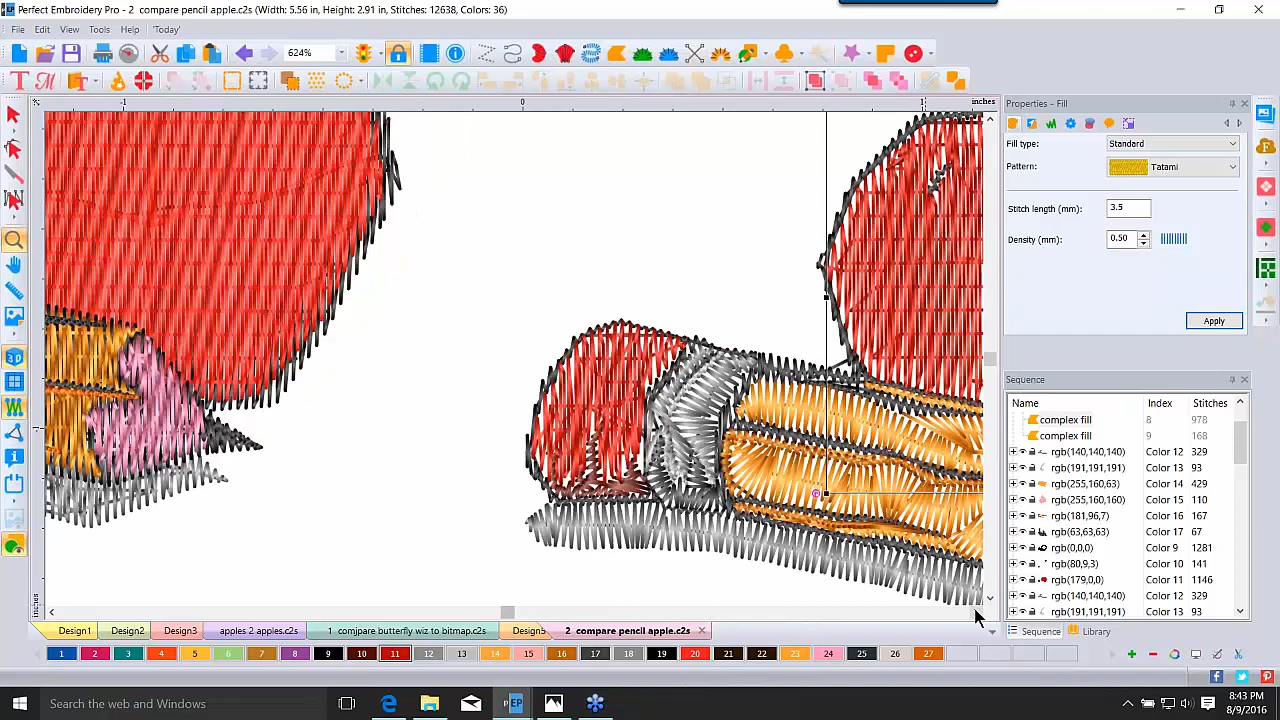 Perfect Embroidery Pro - 2  compare pencil apple.c2s (Width: 5.56 in, Height: 2.91 in, Stitches: 12638, Colors: 36)
File Edit View Tools Help 'Today'
624%
-1 0 1 inches
Properties - Fill
Fill type: Standard
Pattern: Tatami
Stitch length (mm): 3.5
Density (mm): 0.50
Apply
Sequence
Name Index Stitches
complex fill 8 978
complex fill 9 168
rgb(140,140,140) Color 12 329
rgb(191,191,191) Color 13 93
rgb(255,160,63) Color 14 429
rgb(255,160,160) Color 15 110
rgb(181,96,7) Color 16 167
rgb(63,63,63) Color 17 67
rgb(0,0,0) Color 9 1281
rgb(80,9,3) Color 10 141
rgb(179,0,0) Color 11 1146
rgb(140,140,140) Color 12 329
rgb(191,191,191) Color 13 93
inches
Design1 Design2 Design3 apples 2 apples.c2s 1 comjpare butterfly wiz to bitmap.c2s Design5 2 compare pencil apple.c2s
Sequence Library
1 2 3 4 5 6 7 8 9 10 11 12 13 14 15 16 17 18 19 20 21 22 23 24 25 26 27
Search the web and Windows
PEP
8:43 PM
8/9/2016